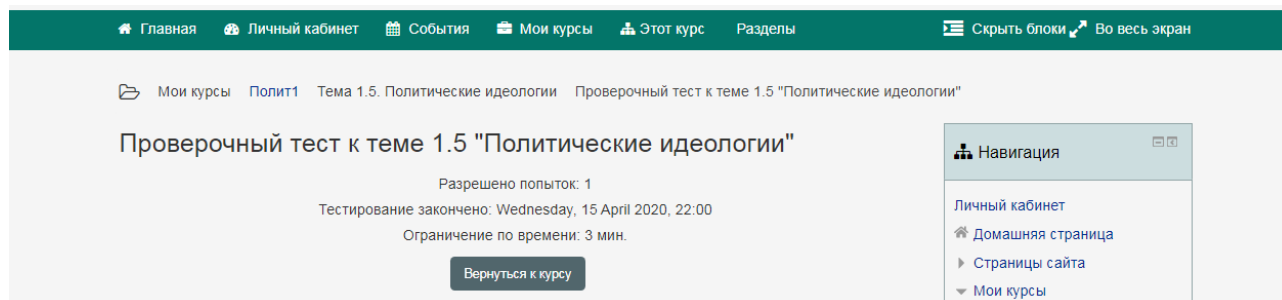 Главная Личный кабинет События Мои курсы Этот курс Разделы Скрыть блоки Во весь экран
Мои курсы Полит1 Тема 1.5. Политические идеологии Проверочный тест к теме 1.5 "Политические идеологии"
Проверочный тест к теме 1.5 "Политические идеологии"
Разрешено попыток: 1
Тестирование закончено: Wednesday, 15 April 2020, 22:00
Ограничение по времени: 3 мин.
Вернуться к курсу
Навигация
Личный кабинет
Домашняя страница
Страницы сайта
Мои курсы